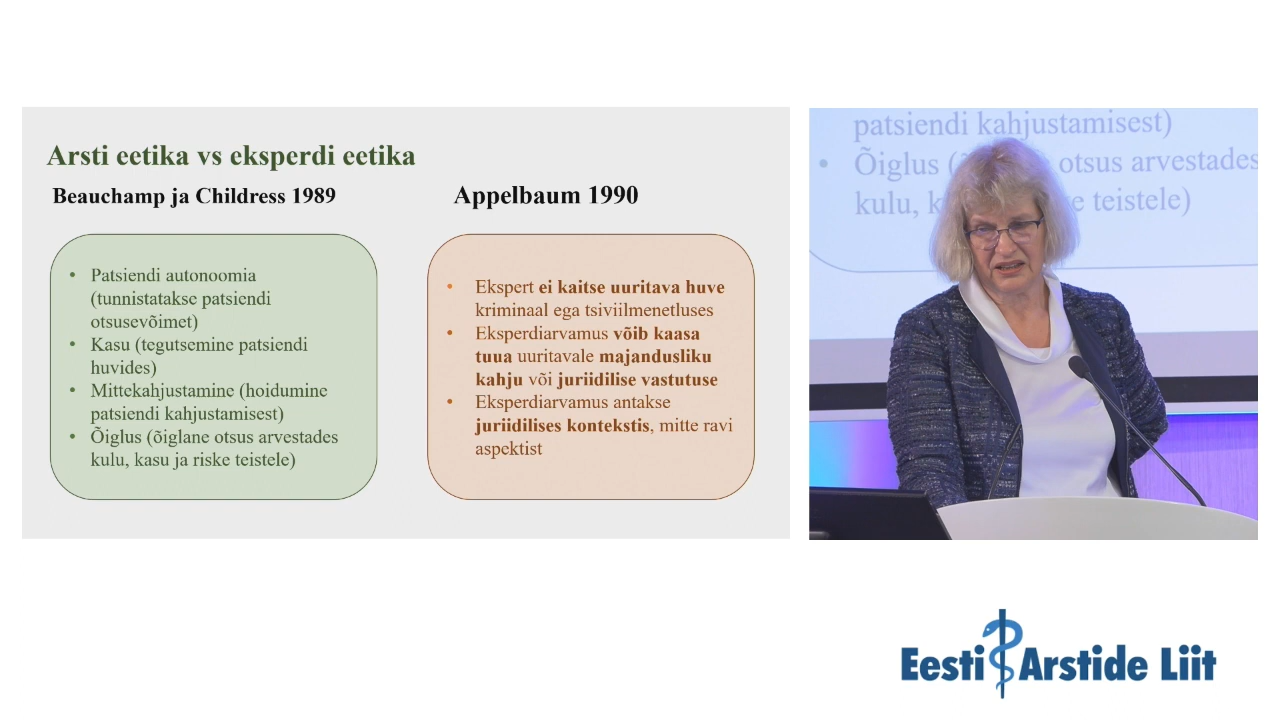 Arsti eetika vs eksperdi eetika
Beauchamp ja Childress 1989
Patsiendi autonoomia
(tunnistatakse patsiendi
otsusevõimet)
Kasu (tegutsemine patsiendi
huvides)
Mittekahjustamine (hoidumine
patsiendi kahjustamisest)
Õiglus (õiglane otsus arvestades
kulu, kasu ja riske teistele)
Appelbaum 1990
Ekspert ei kaitse uuritava huve
kriminaal ega tsiviilmenetluses
Eksperdiarvamus võib kaasa
tuua uuritavale majandusliku
kahju või juriidilise vastutuse
Eksperdiarvamus antakse
juriidilises kontekstis, mitte ravi
aspektist
patsiendi kahjustamisest)
Õiglus otsus arvestades
kulu, teistele)
Eesti Arstide Liit